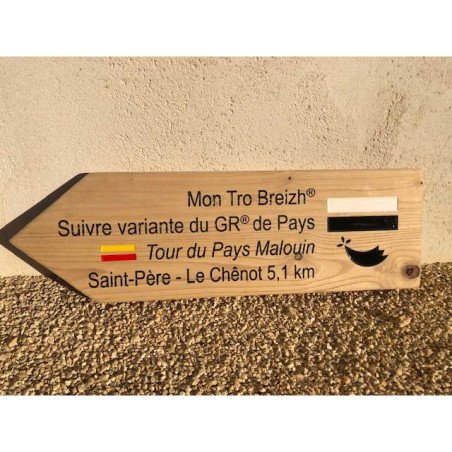 Mon Tro Breizh®
Suivre variante du GR® de Pays
Tour du Pays Malouin
Saint-Père - Le Chênot 5,1 km